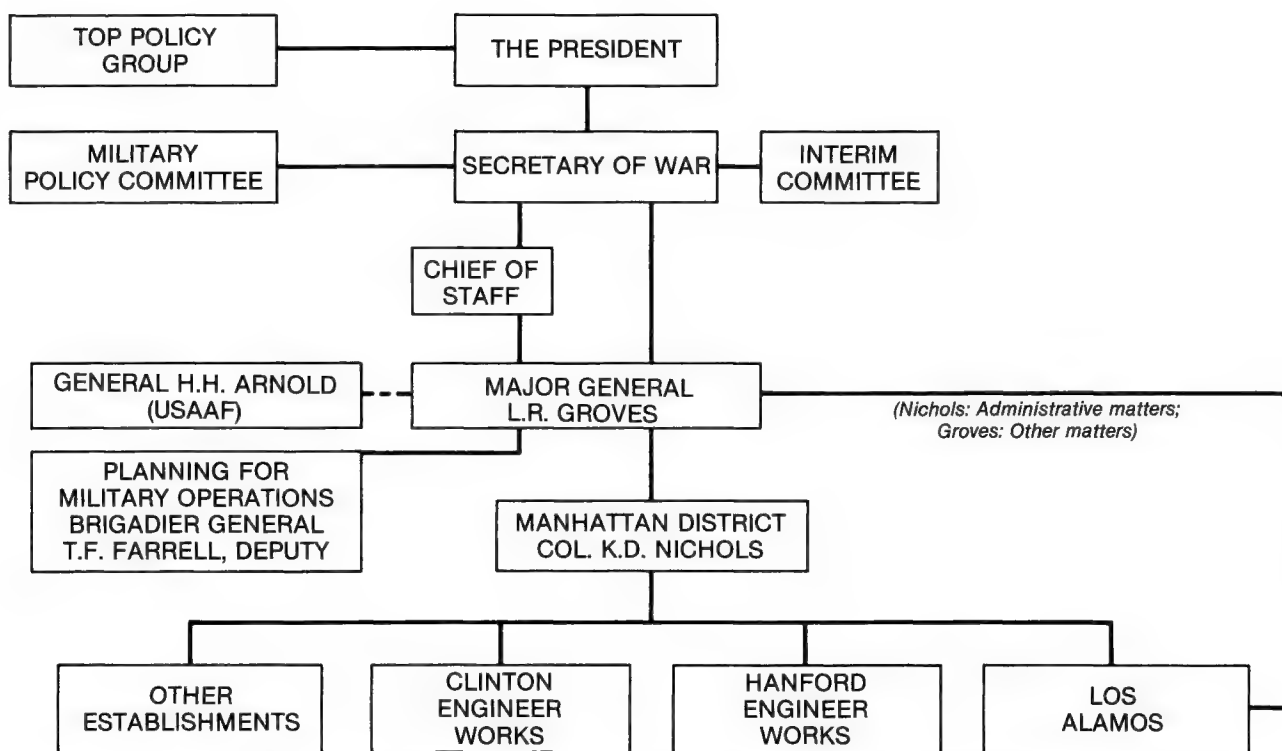 TOP POLICY
GROUP
THE PRESIDENT
MILITARY
POLICY COMMITTEE
SECRETARY OF WAR
INTERIM
COMMITTEE
CHIEF OF
STAFF
GENERAL H.H. ARNOLD
(USAAF)
MAJOR GENERAL
L.R. GROVES
(Nichols: Administrative matters;
Groves: Other matters)
PLANNING FOR
MILITARY OPERATIONS
BRIGADIER GENERAL
T.F. FARRELL, DEPUTY
MANHATTAN DISTRICT
COL. K.D. NICHOLS
OTHER
ESTABLISHMENTS
CLINTON
ENGINEER
WORKS
HANFORD
ENGINEER
WORKS
LOS
ALAMOS